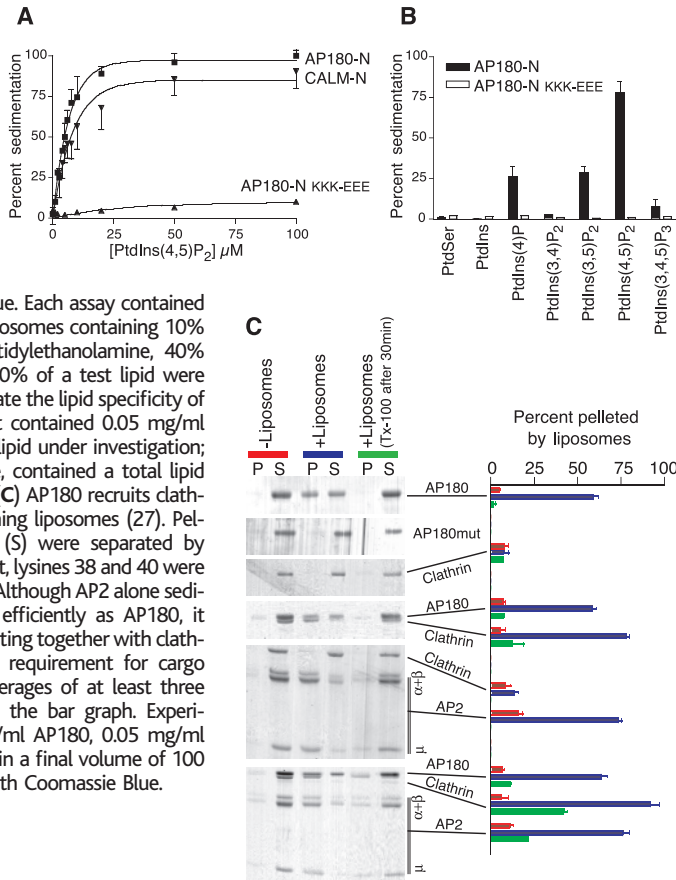 A
B
Percent sedimentation
100
75
50
25
0
AP180-N
CALM-N
AP180-N KKK-EEE
0
25
50
75
100
[PtdIns(4,5)P2] µM
Percent sedimentation
100
75
50
25
0
AP180-N
AP180-N KKK-EEE
PtdSer
PtdIns
PtdIns(4)P
PtdIns(3,4)P2
PtdIns(3,5)P2
PtdIns(4,5)P2
PtdIns(3,4,5)P3
ue. Each assay contained
osomes containing 10%
tidylethanolamine, 40%
0% of a test lipid were
ate the lipid specificity of
t contained 0.05 mg/ml
lipid under investigation;
e, contained a total lipid
(C) AP180 recruits clath-
ning liposomes (27). Pel-
(S) were separated by
t, lysines 38 and 40 were
Although AP2 alone sedi-
efficiently as AP180, it
ting together with clath-
requirement for cargo
erages of at least three
the bar graph. Experi-
/ml AP180, 0.05 mg/ml
in a final volume of 100
th Coomassie Blue.
C
-Liposomes
+Liposomes
+Liposomes
(Tx-100 after 30min)
P S P S P S
Percent pelleted
by liposomes
0 25 50 75 100
AP180
AP180mut
Clathrin
AP180
Clathrin
Clathrin
α+β
AP2
µ
AP180
Clathrin
α+β
AP2
µ